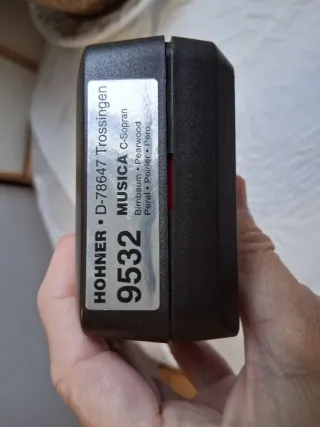 HOHNER • D-78647 Trossingen
9532 MUSICA C-Sopran
Birnbaum • Pearwood
Peral • Poirier • Pero